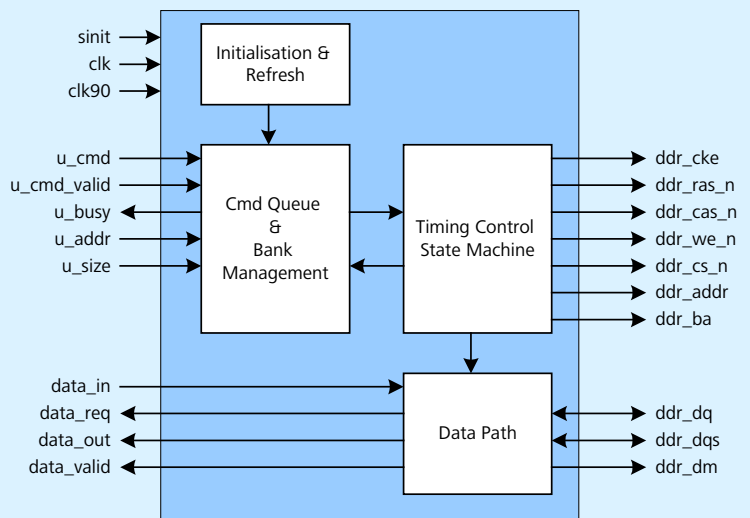 sinit
clk
clk90
Initialisation &
Refresh
u_cmd
u_cmd_valid
u_busy
u_addr
u_size
Cmd Queue
&
Bank
Management
Timing Control
State Machine
ddr_cke
ddr_ras_n
ddr_cas_n
ddr_we_n
ddr_cs_n
ddr_addr
ddr_ba
data_in
data_req
data_out
data_valid
Data Path
ddr_dq
ddr_dqs
ddr_dm